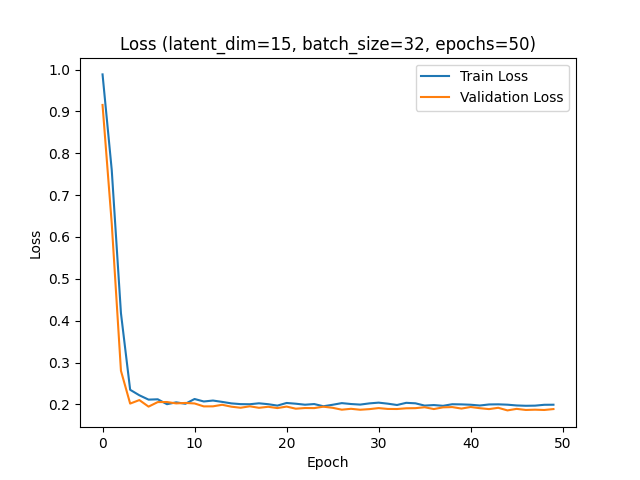 Loss (latent_dim=15, batch_size=32, epochs=50)
Train Loss
Validation Loss
1.0
0.9
0.8
0.7
0.6
0.5
0.4
0.3
0.2
Loss
0 10 20 30 40 50
Epoch